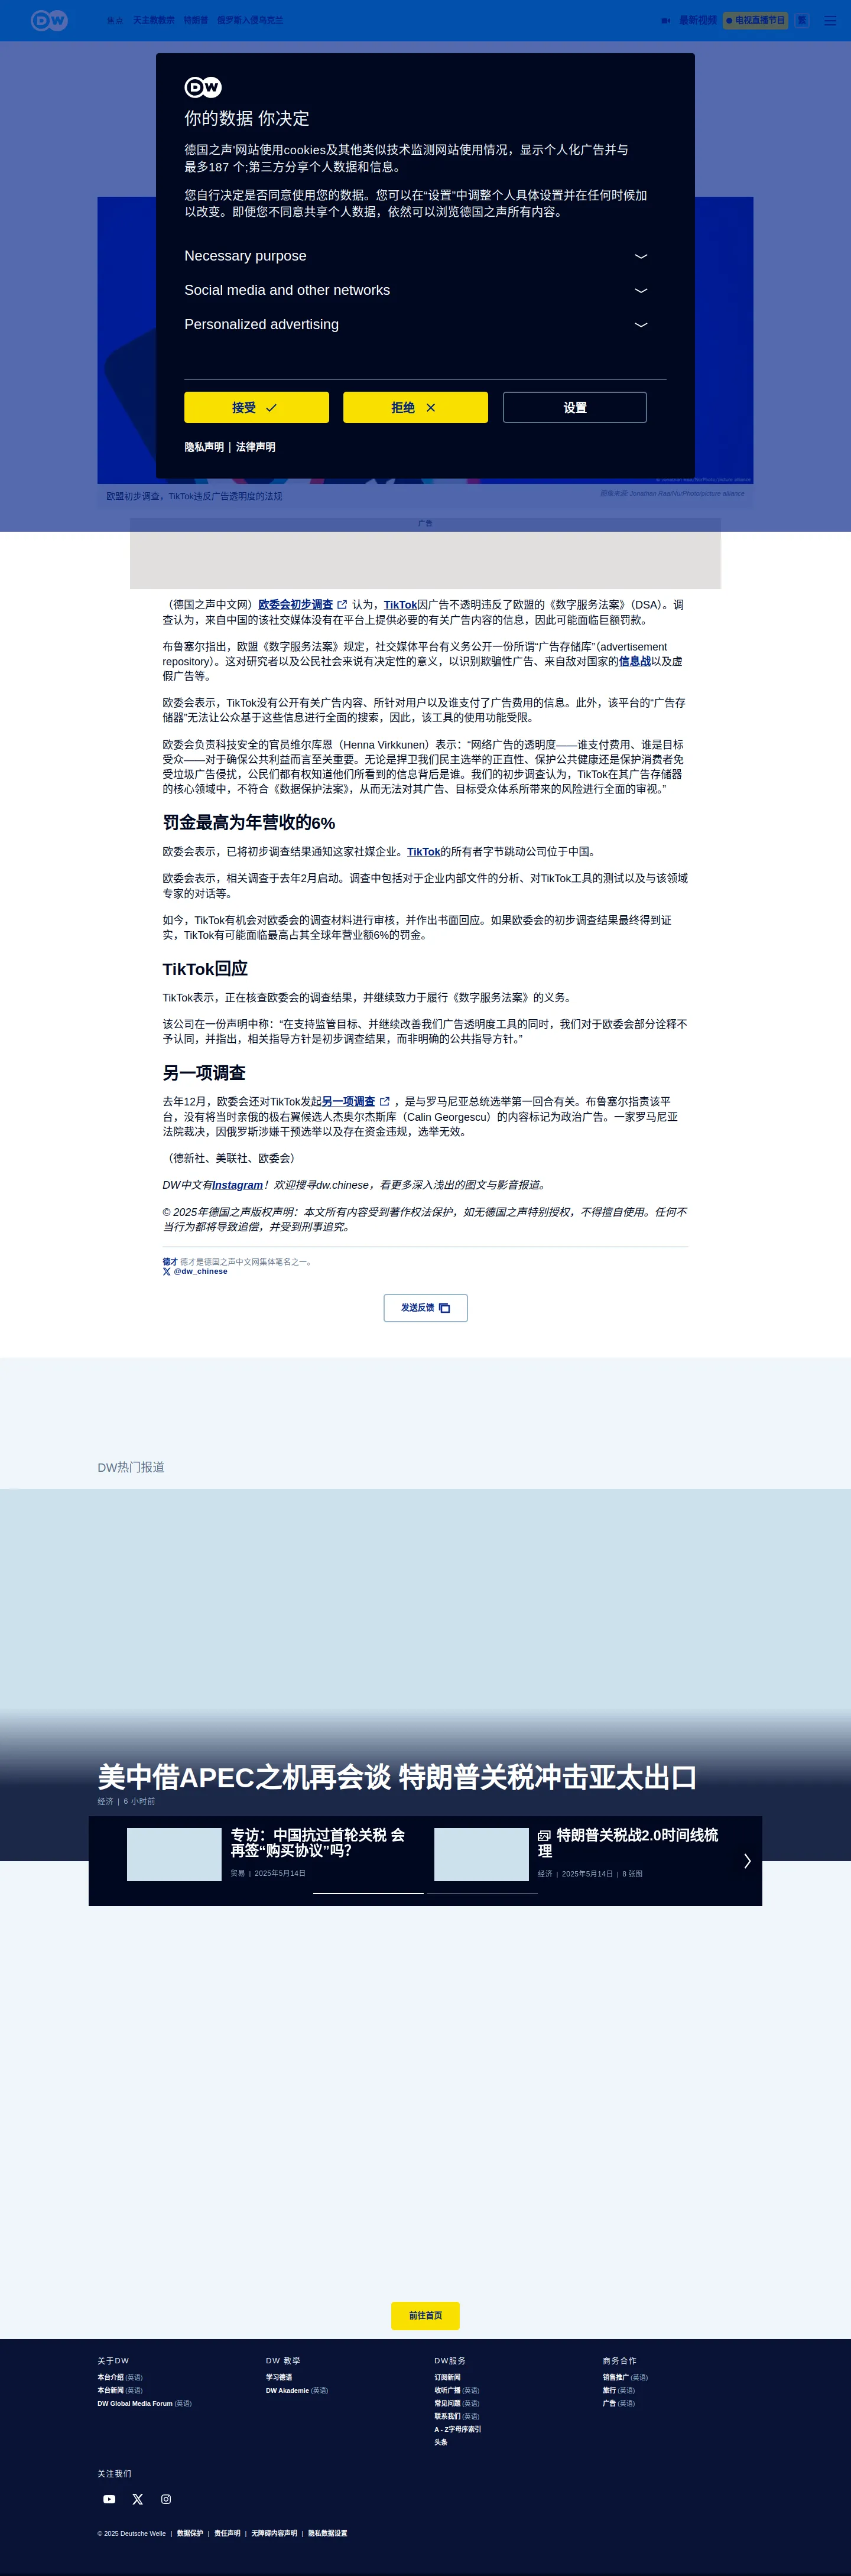 DW
焦点 天主教教宗 特朗普 俄罗斯入侵乌克兰 最新视频 电视直播节目 繁
DW
你的数据 你决定
德国之声'网站使用cookies及其他类似技术监测网站使用情况，显示个人化广告并与
最多187 个;第三方分享个人数据和信息。
您自行决定是否同意使用您的数据。您可以在“设置”中调整个人具体设置并在任何时候加
以改变。即便您不同意共享个人数据，依然可以浏览德国之声所有内容。
Necessary purpose
Social media and other networks
Personalized advertising
接受 拒绝 设置
隐私声明 | 法律声明
欧盟初步调查，TikTok违反广告透明度的法规
图像来源: Jonathan Raa/NurPhoto/picture alliance
广告
（德国之声中文网）欧委会初步调查 认为，TikTok因广告不透明违反了欧盟的《数字服务法案》（DSA）。调
查认为，来自中国的该社交媒体没有在平台上提供必要的有关广告内容的信息，因此可能面临巨额罚款。
布鲁塞尔指出，欧盟《数字服务法案》规定，社交媒体平台有义务公开一份所谓“广告存储库”（advertisement
repository）。这对研究者以及公民社会来说有决定性的意义，以识别欺骗性广告、来自敌对国家的信息战以及虚
假广告等。
欧委会表示，TikTok没有公开有关广告内容、所针对用户以及谁支付了广告费用的信息。此外，该平台的“广告存
储器”无法让公众基于这些信息进行全面的搜索，因此，该工具的使用功能受限。
欧委会负责科技安全的官员维尔库恩（Henna Virkkunen）表示：“网络广告的透明度——谁支付费用、谁是目标
受众——对于确保公共利益而言至关重要。无论是捍卫我们民主选举的正直性、保护公共健康还是保护消费者免
受垃圾广告侵扰，公民们都有权知道他们所看到的信息背后是谁。我们的初步调查认为，TikTok在其广告存储器
的核心领域中，不符合《数据保护法案》，从而无法对其广告、目标受众体系所带来的风险进行全面的审视。”
罚金最高为年营收的6%
欧委会表示，已将初步调查结果通知这家社媒企业。TikTok的所有者字节跳动公司位于中国。
欧委会表示，相关调查于去年2月启动。调查中包括对于企业内部文件的分析、对TikTok工具的测试以及与该领域
专家的对话等。
如今，TikTok有机会对欧委会的调查材料进行审核，并作出书面回应。如果欧委会的初步调查结果最终得到证
实，TikTok有可能面临最高占其全球年营业额6%的罚金。
TikTok回应
TikTok表示，正在核查欧委会的调查结果，并继续致力于履行《数字服务法案》的义务。
该公司在一份声明中称：“在支持监管目标、并继续改善我们广告透明度工具的同时，我们对于欧委会部分诠释不
予认同，并指出，相关指导方针是初步调查结果，而非明确的公共指导方针。”
另一项调查
去年12月，欧委会还对TikTok发起另一项调查 ，是与罗马尼亚总统选举第一回合有关。布鲁塞尔指责该平
台，没有将当时亲俄的极右翼候选人杰奥尔杰斯库（Calin Georgescu）的内容标记为政治广告。一家罗马尼亚
法院裁决，因俄罗斯涉嫌干预选举以及存在资金违规，选举无效。
（德新社、美联社、欧委会）
DW中文有Instagram！欢迎搜寻dw.chinese，看更多深入浅出的图文与影音报道。
© 2025年德国之声版权声明：本文所有内容受到著作权法保护，如无德国之声特别授权，不得擅自使用。任何不
当行为都将导致追偿，并受到刑事追究。
德才 德才是德国之声中文网集体笔名之一。
@dw_chinese
发送反馈
DW热门报道
美中借APEC之机再会谈 特朗普关税冲击亚太出口
经济 | 6 小时前
专访：中国抗过首轮关税 会
再签“购买协议”吗？
贸易 | 2025年5月14日
特朗普关税战2.0时间线梳
理
经济 | 2025年5月14日 | 8 张图
前往首页
关于DW
本台介绍 (英语)
本台新闻 (英语)
DW Global Media Forum (英语)
DW 教学
学习德语
DW Akademie (英语)
DW服务
订阅新闻
收听广播 (英语)
常见问题 (英语)
联系我们 (英语)
A - Z字母序索引
头条
商务合作
销售推广 (英语)
旅行 (英语)
广告 (英语)
关注我们
© 2025 Deutsche Welle | 数据保护 | 责任声明 | 无障碍内容声明 | 隐私数据设置